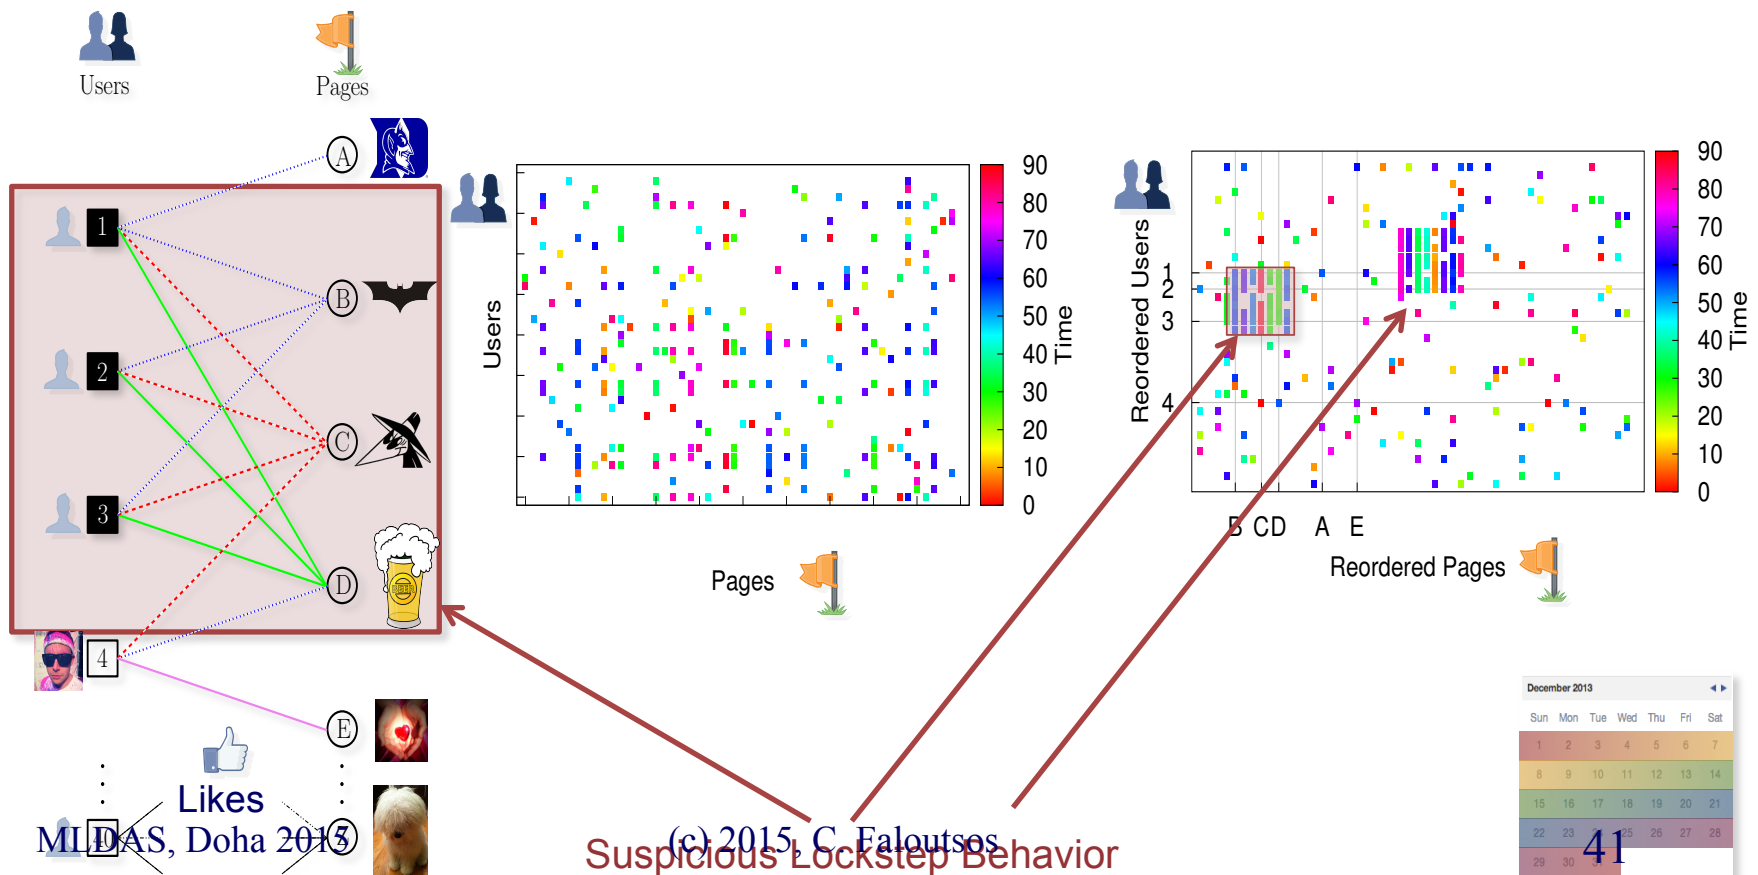 Users
Pages
A
1
B
2
C
3
D
BEER
4
E
Likes
40
Z
Users
90
80
70
60
50
40
30
20
10
0
Time
Pages
Reordered Users
1
2
3
4
B C D A E
90
80
70
60
50
40
30
20
10
0
Time
Reordered Pages
December 2013
Sun Mon Tue Wed Thu Fri Sat
1 2 3 4 5 6 7
8 9 10 11 12 13 14
15 16 17 18 19 20 21
22 23 25 26 27 28
29 30
MLDAS, Doha 2015
(c) 2015, C. Faloutsos
Suspicious Lockstep Behavior
41